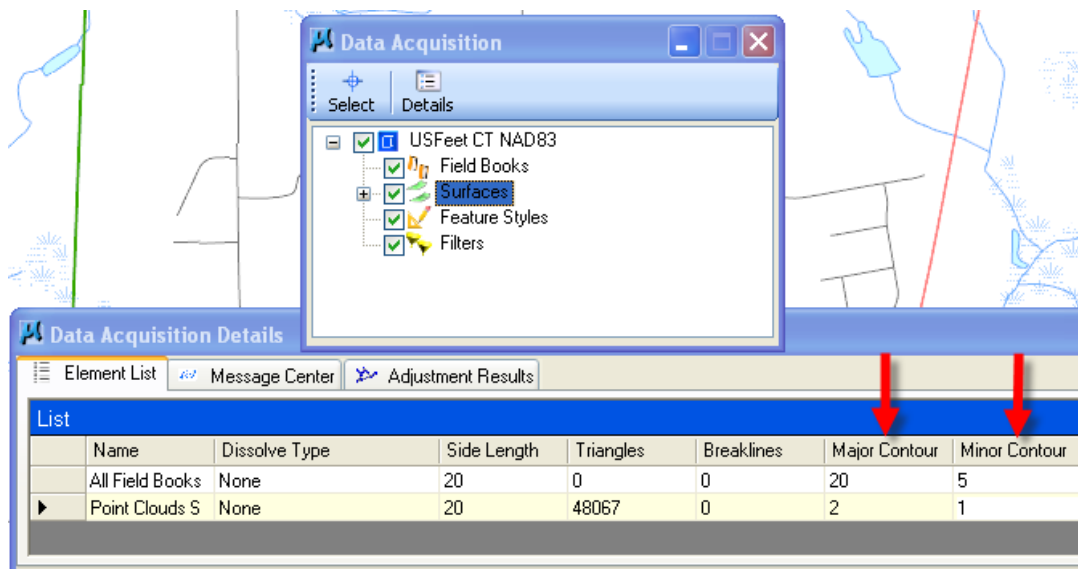 Data Acquisition
Select Details
USFeet CT NAD83
Field Books
Surfaces
Feature Styles
Filters
Data Acquisition Details
Element List Message Center Adjustment Results
List
Name Dissolve Type Side Length Triangles Breaklines Major Contour Minor Contour
All Field Books None 20 0 0 20 5
Point Clouds S None 20 48067 0 2 1